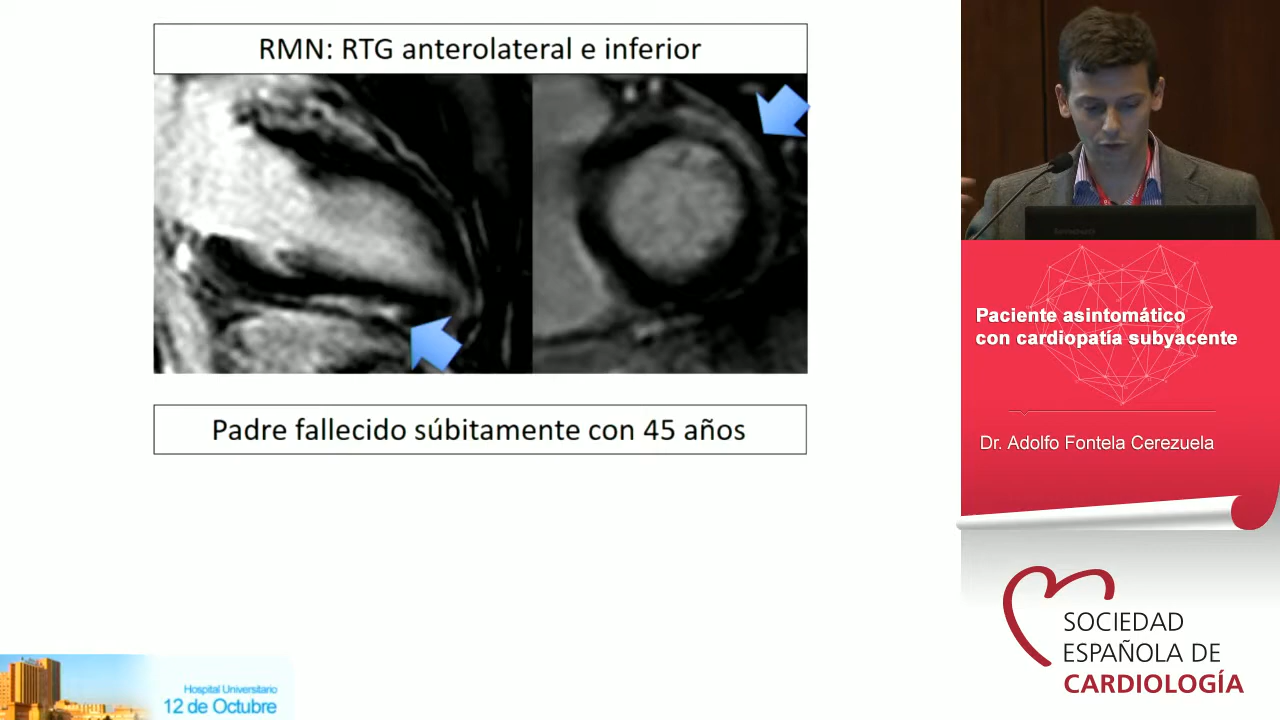 RMN: RTG anterolateral e inferior
Padre fallecido súbitamente con 45 años
Hospital Universitario
12 de Octubre
Paciente asintomático
con cardiopatía subyacente
Dr. Adolfo Fontela Cerezuela
SOCIEDAD
ESPAÑOLA DE
CARDIOLOGÍA